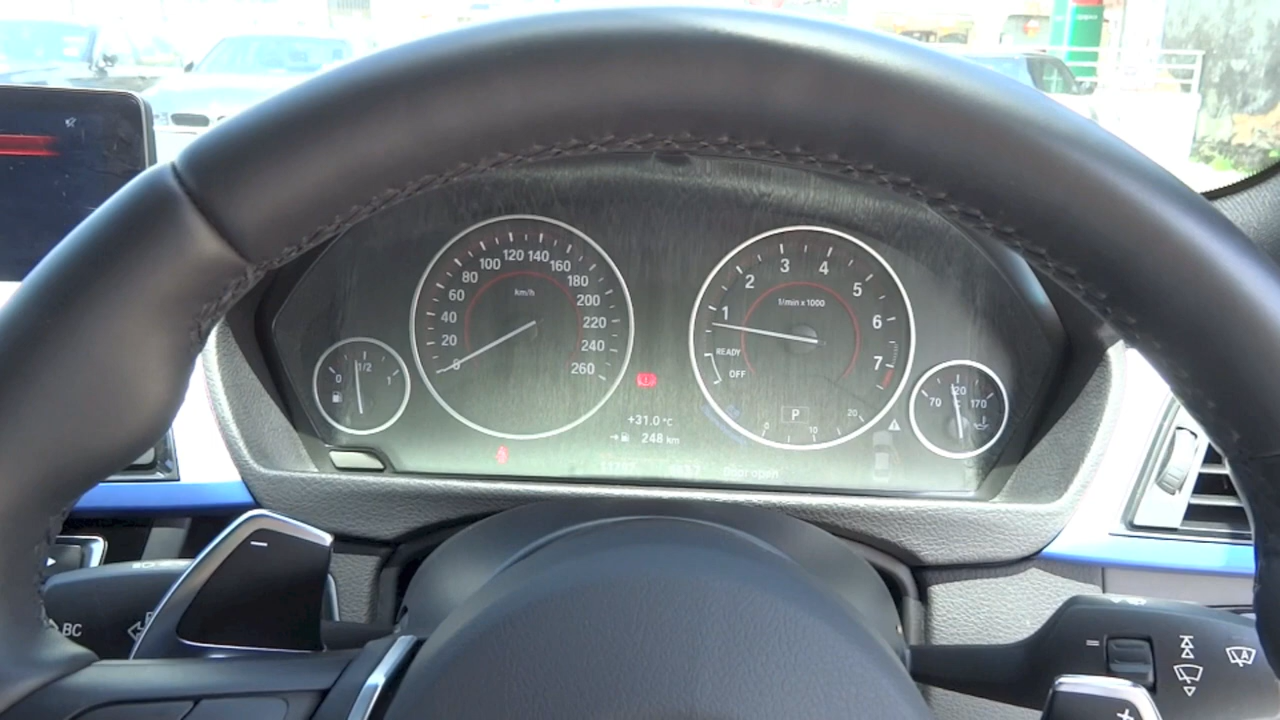 0 20 40 60 80 100 120 140 160 180 200 220 240 260
km/h
1 2 3 4 5 6 7
1/min x 1000
READY
OFF
0 1/2 1
70 120 170
°C
P
0 10 20
+31.0 °C
248 km
BC
A